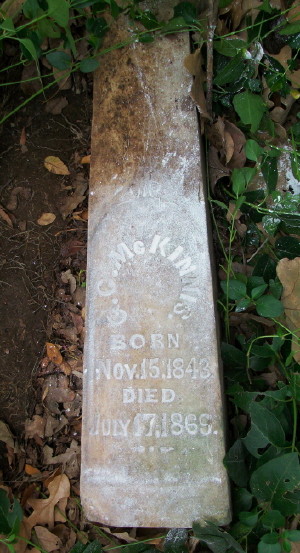 C. C. McKINNIS
BORN
NOV. 15, 1843
DIED
JULY 17, 1869.